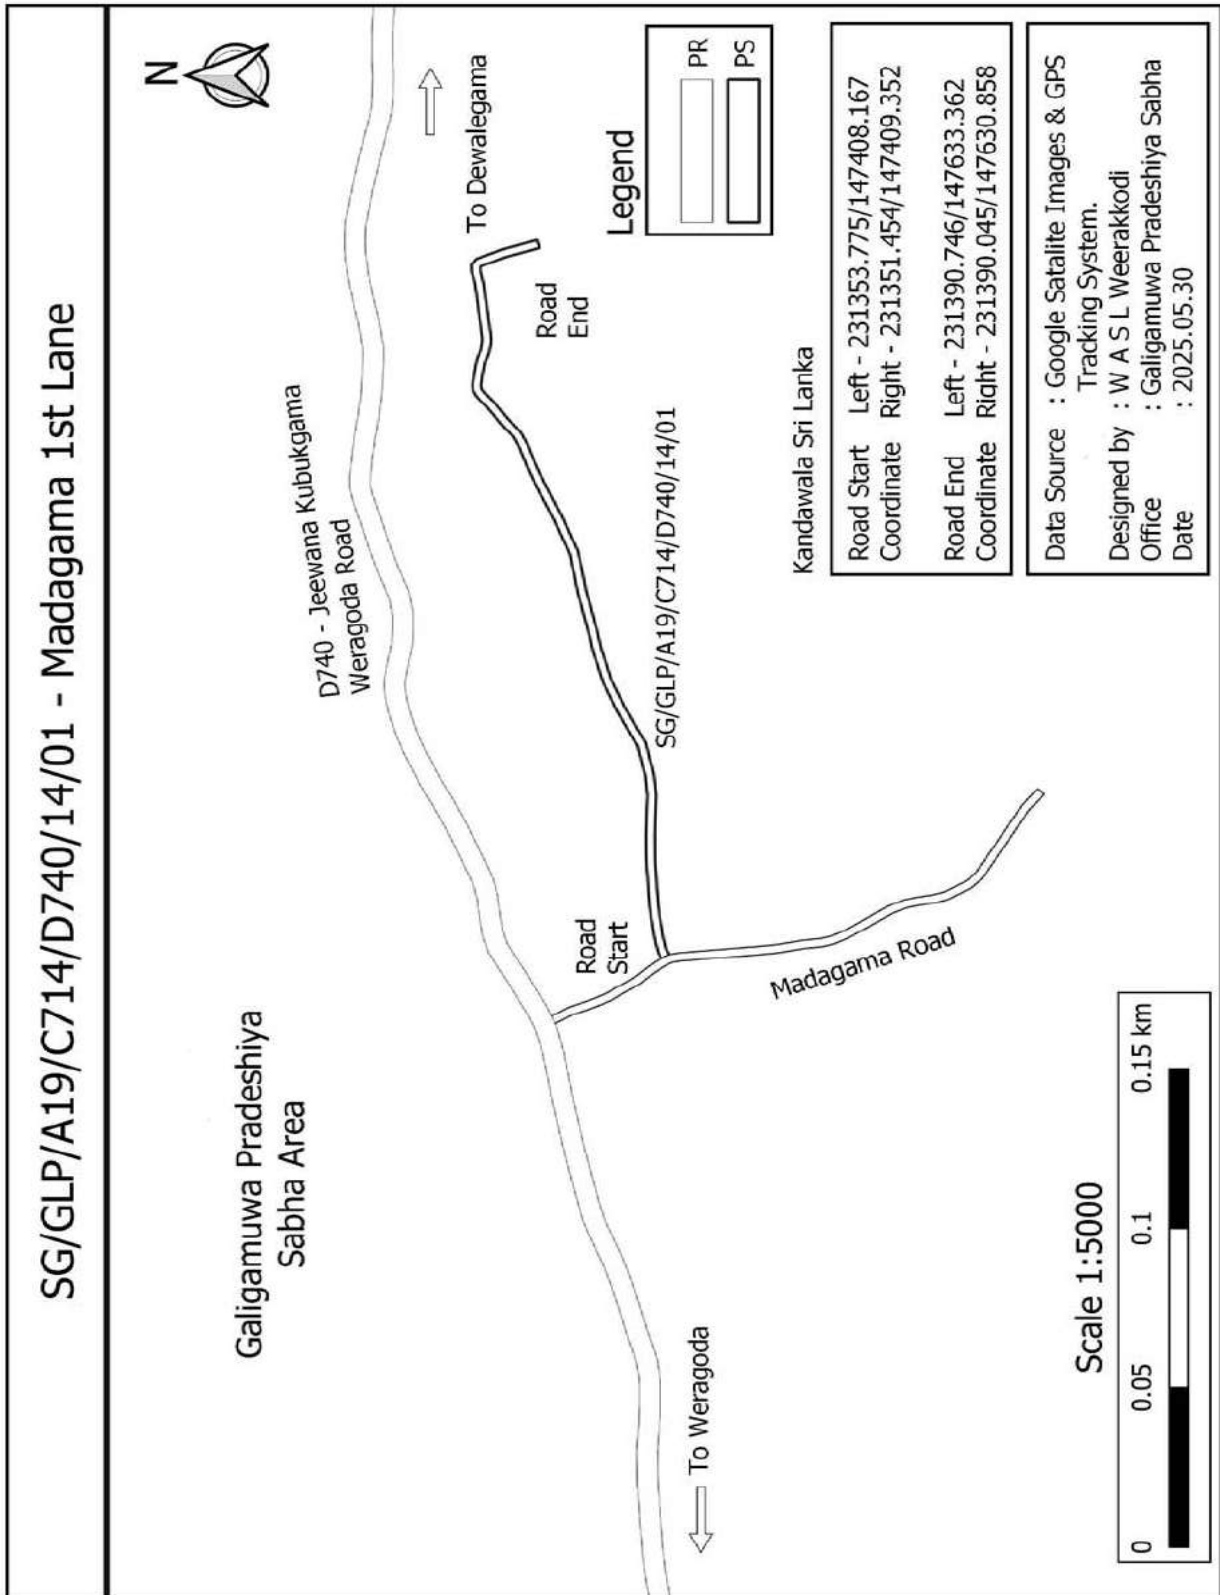 SG/GLP/A19/C714/D740/14/01 - Madagama 1st Lane
N
Galigamuwa Pradeshiya
Sabha Area
D740 - Jeewana Kubukgama
Weragoda Road
To Dewalegama
Road
End
Road
Start
SG/GLP/A19/C714/D740/14/01
Madagama Road
To Weragoda
Legend
PR
PS
Kandawala Sri Lanka
Road Start Left - 231353.775/147408.167
Coordinate Right - 231351.454/147409.352
Road End Left - 231390.746/147633.362
Coordinate Right - 231390.045/147630.858
Data Source : Google Satalite Images & GPS
Tracking System.
Designed by : W A S L Weerakkodi
Office : Galigamuwa Pradeshiya Sabha
Date : 2025.05.30
Scale 1:5000
0 0.05 0.1 0.15 km